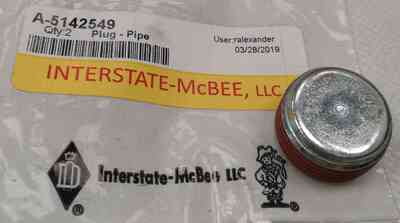 A-5142549
Qty:2 Plug - Pipe
User:ralexander
03/28/2019
INTERSTATE-McBEE, LLC
Interstate-McBee LLC